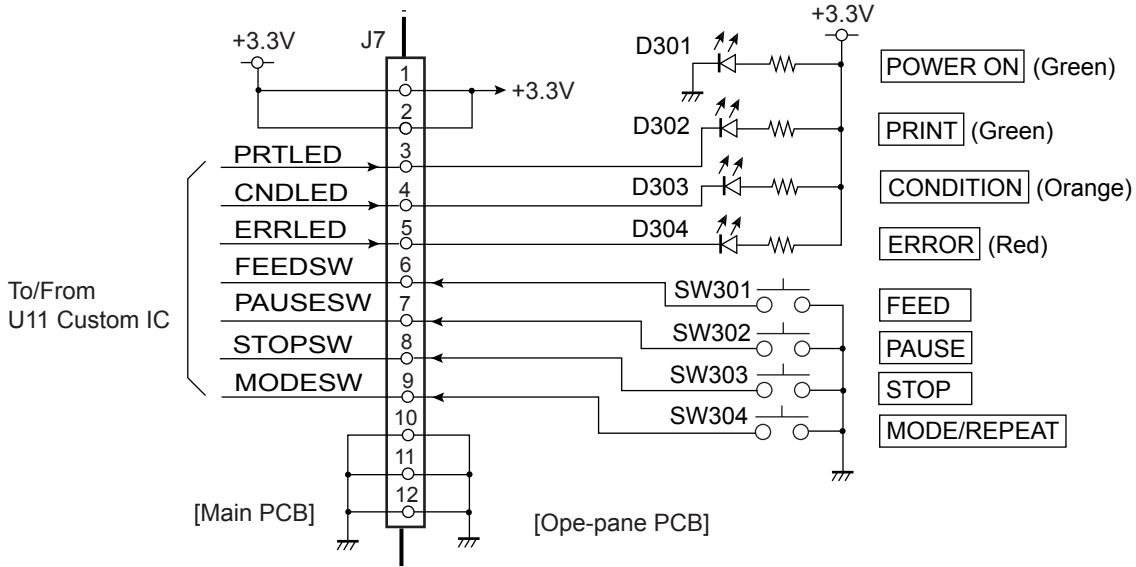 +3.3V
J7
+3.3V
1
+3.3V
2
PRTLED
3
CNDLED
4
ERRLED
5
FEEDSW
6
PAUSESW
7
STOPSW
8
MODESW
9
10
11
12
To/From
U11 Custom IC
[Main PCB]
[Ope-pane PCB]
D301
POWER ON (Green)
D302
PRINT (Green)
D303
CONDITION (Orange)
D304
ERROR (Red)
SW301
FEED
SW302
PAUSE
SW303
STOP
SW304
MODE/REPEAT